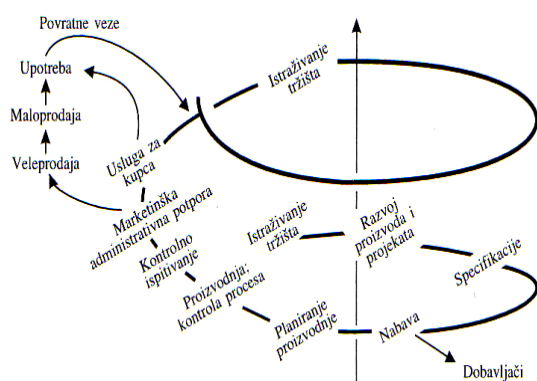 Povratne veze
Upotreba
Maloprodaja
Veleprodaja
Istraživanje
tržišta
Usluga za
kupca
Marketinška
administrativna potpora
Kontrolno
ispitivanje
Proizvodnja;
kontrola procesa
Planiranje
proizvodnje
Nabava
Dobavljači
Specifikacije
Razvoj
proizvoda i
projekata
Istraživanje
tržišta